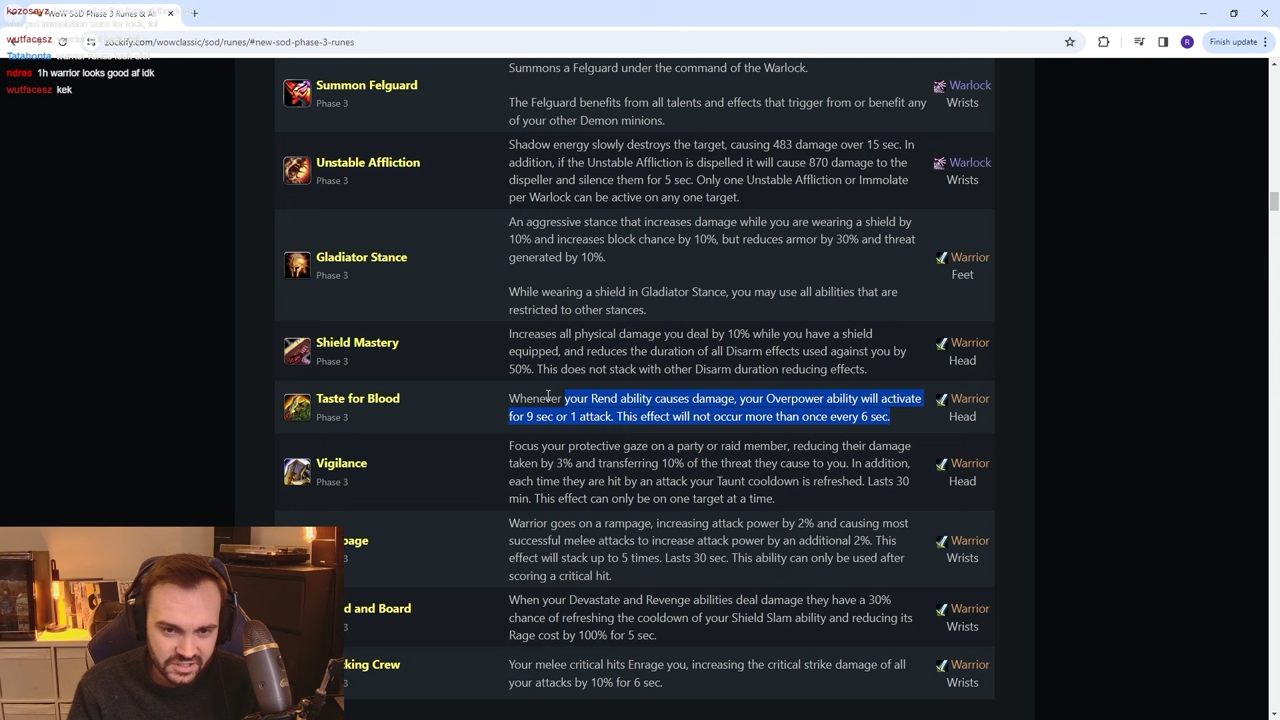 kozosayz
put immolation aura for lock, lol
wutfacesz
Tatahonta
ndras 1h warrior looks good af idk
wutfacesz kek
WoW SoD Phase 3 Runes & A
zockify.com/wowclassic/sod/runes/#new-sod-phase-3-runes
R
Finish update
Summon Felguard
Phase 3
Summons a Felguard under the command of the Warlock.
The Felguard benefits from all talents and effects that trigger from or benefit any
of your other Demon minions.
Warlock
Wrists
Unstable Affliction
Phase 3
Shadow energy slowly destroys the target, causing 483 damage over 15 sec. In
addition, if the Unstable Affliction is dispelled it will cause 870 damage to the
dispeller and silence them for 5 sec. Only one Unstable Affliction or Immolate
per Warlock can be active on any one target.
Warlock
Wrists
Gladiator Stance
Phase 3
An aggressive stance that increases damage while you are wearing a shield by
10% and increases block chance by 10%, but reduces armor by 30% and threat
generated by 10%.
While wearing a shield in Gladiator Stance, you may use all abilities that are
restricted to other stances.
Warrior
Feet
Shield Mastery
Phase 3
Increases all physical damage you deal by 10% while you have a shield
equipped, and reduces the duration of all Disarm effects used against you by
50%. This does not stack with other Disarm duration reducing effects.
Warrior
Head
Taste for Blood
Phase 3
Whenever your Rend ability causes damage, your Overpower ability will activate
for 9 sec or 1 attack. This effect will not occur more than once every 6 sec.
Warrior
Head
Vigilance
Phase 3
Focus your protective gaze on a party or raid member, reducing their damage
taken by 3% and transferring 10% of the threat they cause to you. In addition,
each time they are hit by an attack your Taunt cooldown is refreshed. Lasts 30
min. This effect can only be on one target at a time.
Warrior
Head
page
3
Warrior goes on a rampage, increasing attack power by 2% and causing most
successful melee attacks to increase attack power by an additional 2%. This
effect will stack up to 5 times. Lasts 30 sec. This ability can only be used after
scoring a critical hit.
Warrior
Wrists
d and Board
3
When your Devastate and Revenge abilities deal damage they have a 30%
chance of refreshing the cooldown of your Shield Slam ability and reducing its
Rage cost by 100% for 5 sec.
Warrior
Wrists
cking Crew
3
Your melee critical hits Enrage you, increasing the critical strike damage of all
your attacks by 10% for 6 sec.
Warrior
Wrists